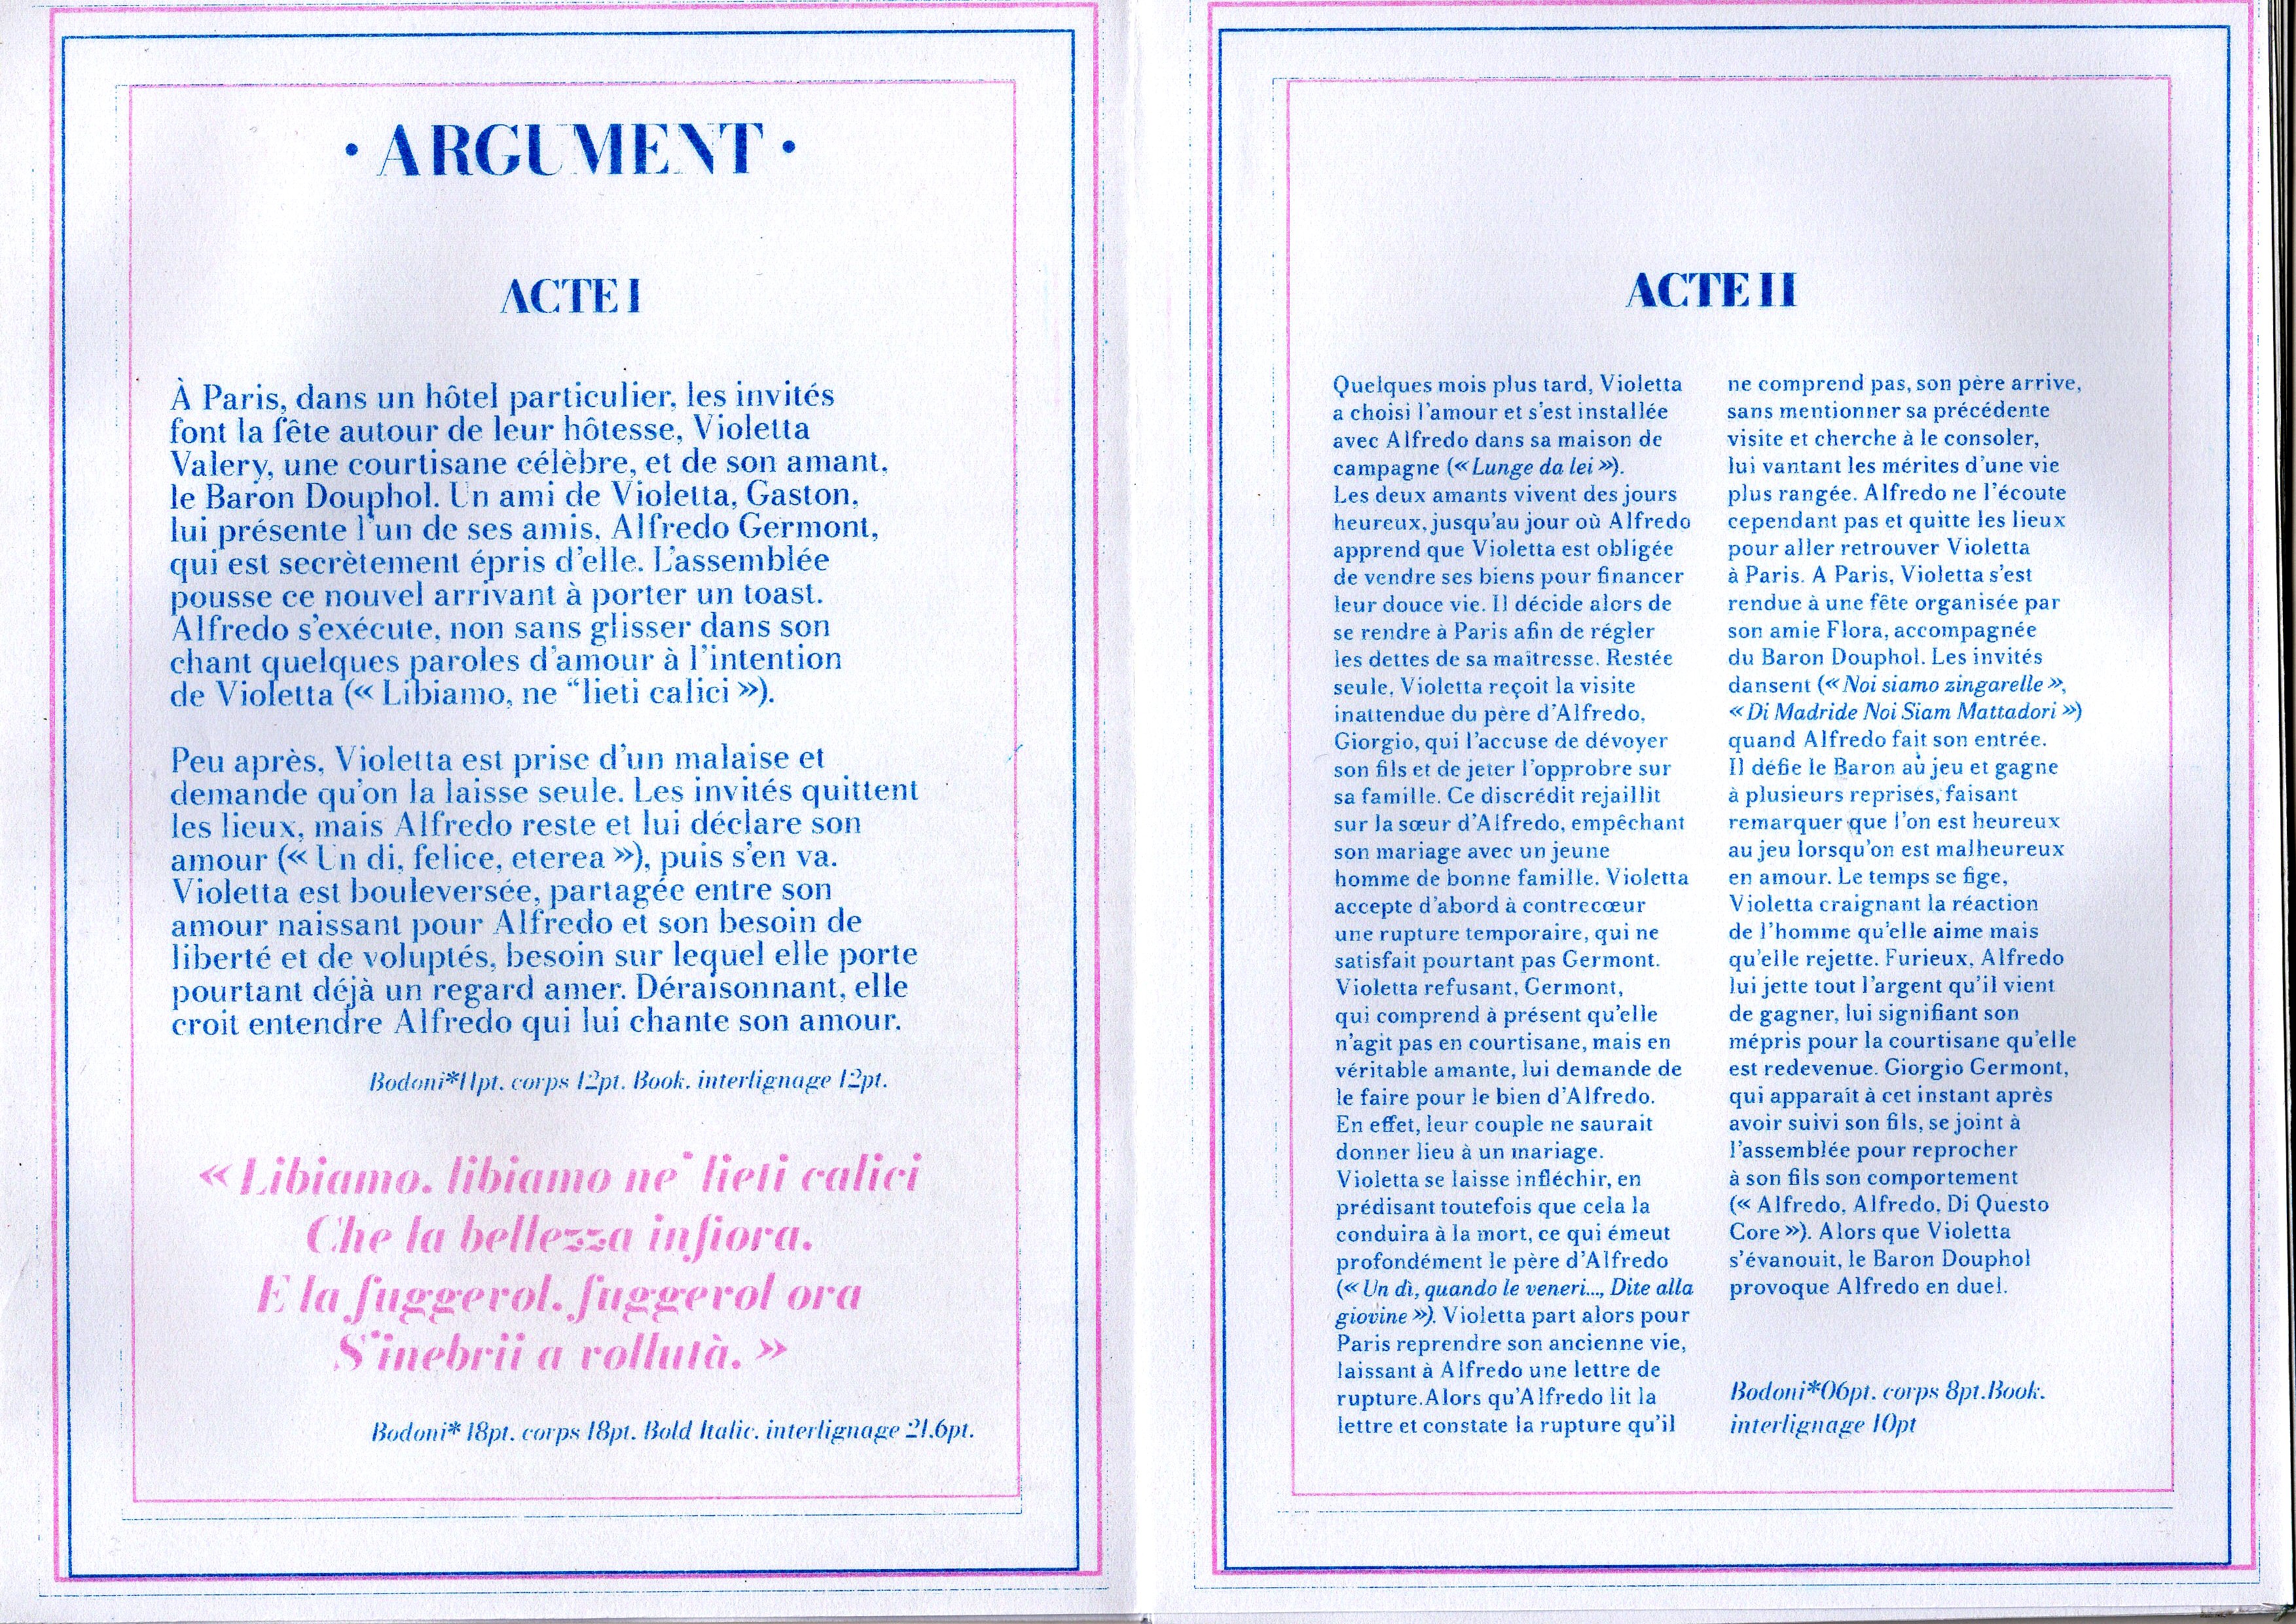 · ARGUMENT ·
ACTE I
À Paris, dans un hôtel particulier, les invités
font la fête autour de leur hôtesse, Violetta
Valery, une courtisane célèbre, et de son amant,
le Baron Douphol. Un ami de Violetta, Gaston,
lui présente l'un de ses amis, Alfredo Germont,
qui est secrètement épris d'elle. L'assemblée
pousse ce nouvel arrivant à porter un toast.
Alfredo s'exécute, non sans glisser dans son
chant quelques paroles d'amour à l'intention
de Violetta (« Libiamo, ne “lieti calici »).
Peu après, Violetta est prise d'un malaise et
demande qu'on la laisse seule. Les invités quittent
les lieux, mais Alfredo reste et lui déclare son
amour (« Un di, felice, eterea »), puis s'en va.
Violetta est bouleversée, partagée entre son
amour naissant pour Alfredo et son besoin de
liberté et de voluptés, besoin sur lequel elle porte
pourtant déjà un regard amer. Déraisonnant, elle
croit entendre Alfredo qui lui chante son amour.
Bodoni*11pt. corps 12pt. Book. interlignage 12pt.
« Libiamo, libiamo ne' lieti calici
Che la bellezza infiora.
E la fuggerol, fuggerol ora
S'inebrii a vollutà. »
Bodoni* 18pt. corps 18pt. Bold Italic. interlignage 21.6pt.
ACTE II
Quelques mois plus tard, Violetta
a choisi l'amour et s'est installée
avec Alfredo dans sa maison de
campagne (« Lunge da lei »).
Les deux amants vivent des jours
heureux, jusqu'au jour où Alfredo
apprend que Violetta est obligée
de vendre ses biens pour financer
leur douce vie. Il décide alors de
se rendre à Paris afin de régler
les dettes de sa maîtresse. Restée
seule, Violetta reçoit la visite
inattendue du père d'Alfredo,
Giorgio, qui l'accuse de dévoyer
son fils et de jeter l'opprobre sur
sa famille. Ce discrédit rejaillit
sur la sœur d'Alfredo, empêchant
son mariage avec un jeune
homme de bonne famille. Violetta
accepte d'abord à contrecœur
une rupture temporaire, qui ne
satisfait pourtant pas Germont.
Violetta refusant, Germont,
qui comprend à présent qu'elle
n'agit pas en courtisane, mais en
véritable amante, lui demande de
le faire pour le bien d'Alfredo.
En effet, leur couple ne saurait
donner lieu à un mariage.
Violetta se laisse infléchir, en
prédisant toutefois que cela la
conduira à la mort, ce qui émeut
profondément le père d'Alfredo
(« Un dì, quando le veneri..., Dite alla
giovine »). Violetta part alors pour
Paris reprendre son ancienne vie,
laissant à Alfredo une lettre de
rupture.Alors qu'Alfredo lit la
lettre et constate la rupture qu'il
ne comprend pas, son père arrive,
sans mentionner sa précédente
visite et cherche à le consoler,
lui vantant les mérites d'une vie
plus rangée. Alfredo ne l'écoute
cependant pas et quitte les lieux
pour aller retrouver Violetta
à Paris. A Paris, Violetta s'est
rendue à une fête organisée par
son amie Flora, accompagnée
du Baron Douphol. Les invités
dansent (« Noi siamo zingarelle »,
« Di Madride Noi Siam Mattadori »)
quand Alfredo fait son entrée.
Il défie le Baron au jeu et gagne
à plusieurs reprises, faisant
remarquer que l'on est heureux
au jeu lorsqu'on est malheureux
en amour. Le temps se fige,
Violetta craignant la réaction
de l'homme qu'elle aime mais
qu'elle rejette. Furieux, Alfredo
lui jette tout l'argent qu'il vient
de gagner, lui signifiant son
mépris pour la courtisane qu'elle
est redevenue. Giorgio Germont,
qui apparaît à cet instant après
avoir suivi son fils, se joint à
l'assemblée pour reprocher
à son fils son comportement
(« Alfredo, Alfredo, Di Questo
Core »). Alors que Violetta
s'évanouit, le Baron Douphol
provoque Alfredo en duel.
Bodoni*06pt. corps 8pt.Book.
interlignage 10pt